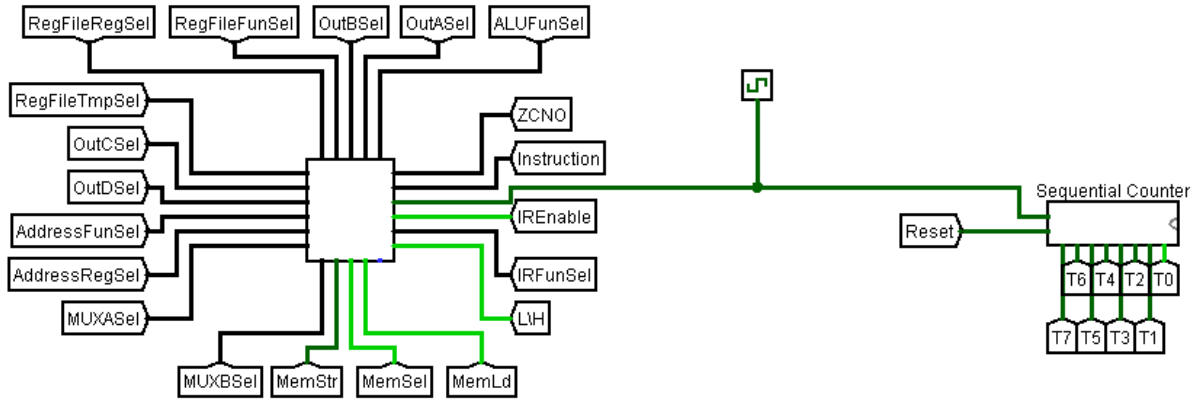 RegFileRegSel
RegFileFunSel
OutBSel
OutASel
ALUFunSel
RegFileTmpSel
OutCSel
OutDSel
AddressFunSel
AddressRegSel
MUXASel
MUXBSel
MemStr
MemSel
MemLd
ZCNO
Instruction
IREnable
IRFunSel
L\H
Sequential Counter
Reset
T6
T4
T2
T0
T7
T5
T3
T1